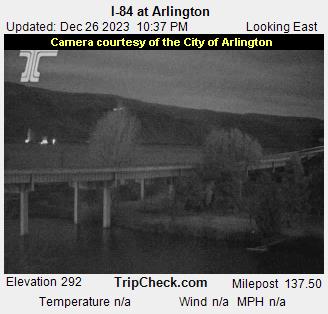 I-84 at Arlington
Updated: Dec 26 2023 10:37 PM Looking East
Camera courtesy of the City of Arlington
Elevation 292 TripCheck.com Milepost 137.50
Temperature n/a Wind n/a MPH n/a